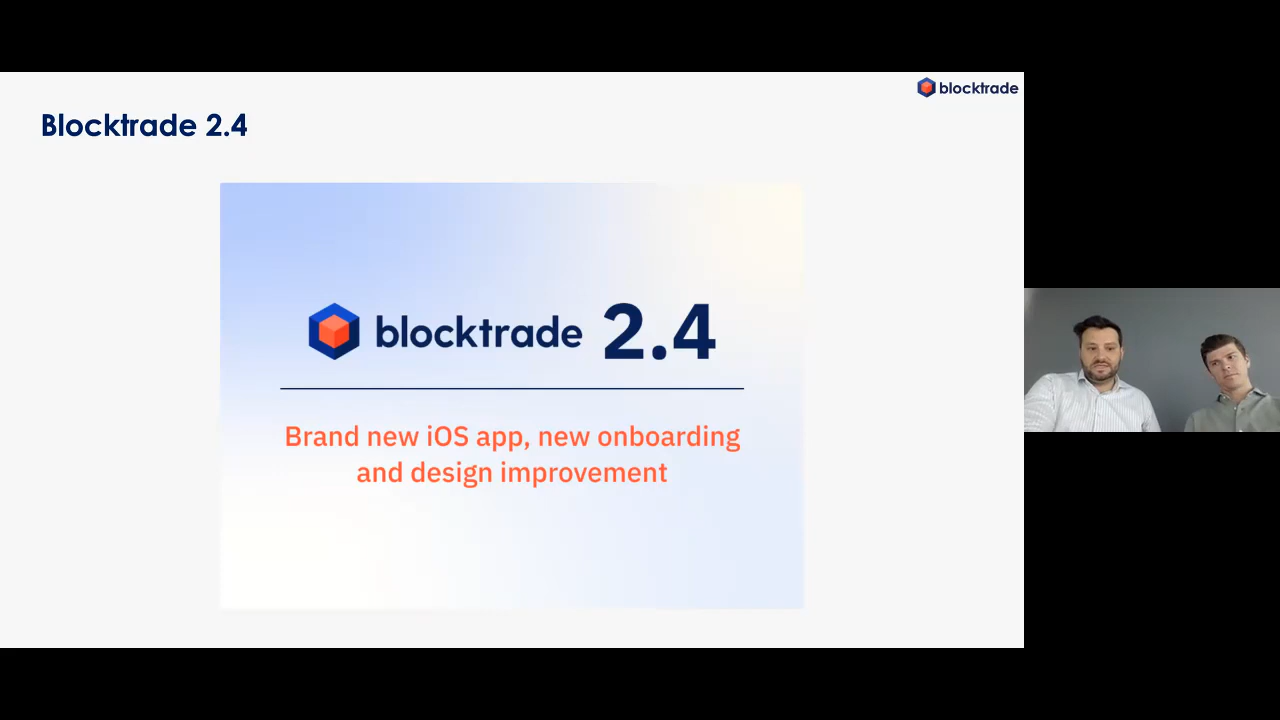 blocktrade
Blocktrade 2.4
blocktrade 2.4
Brand new iOS app, new onboarding
and design improvement